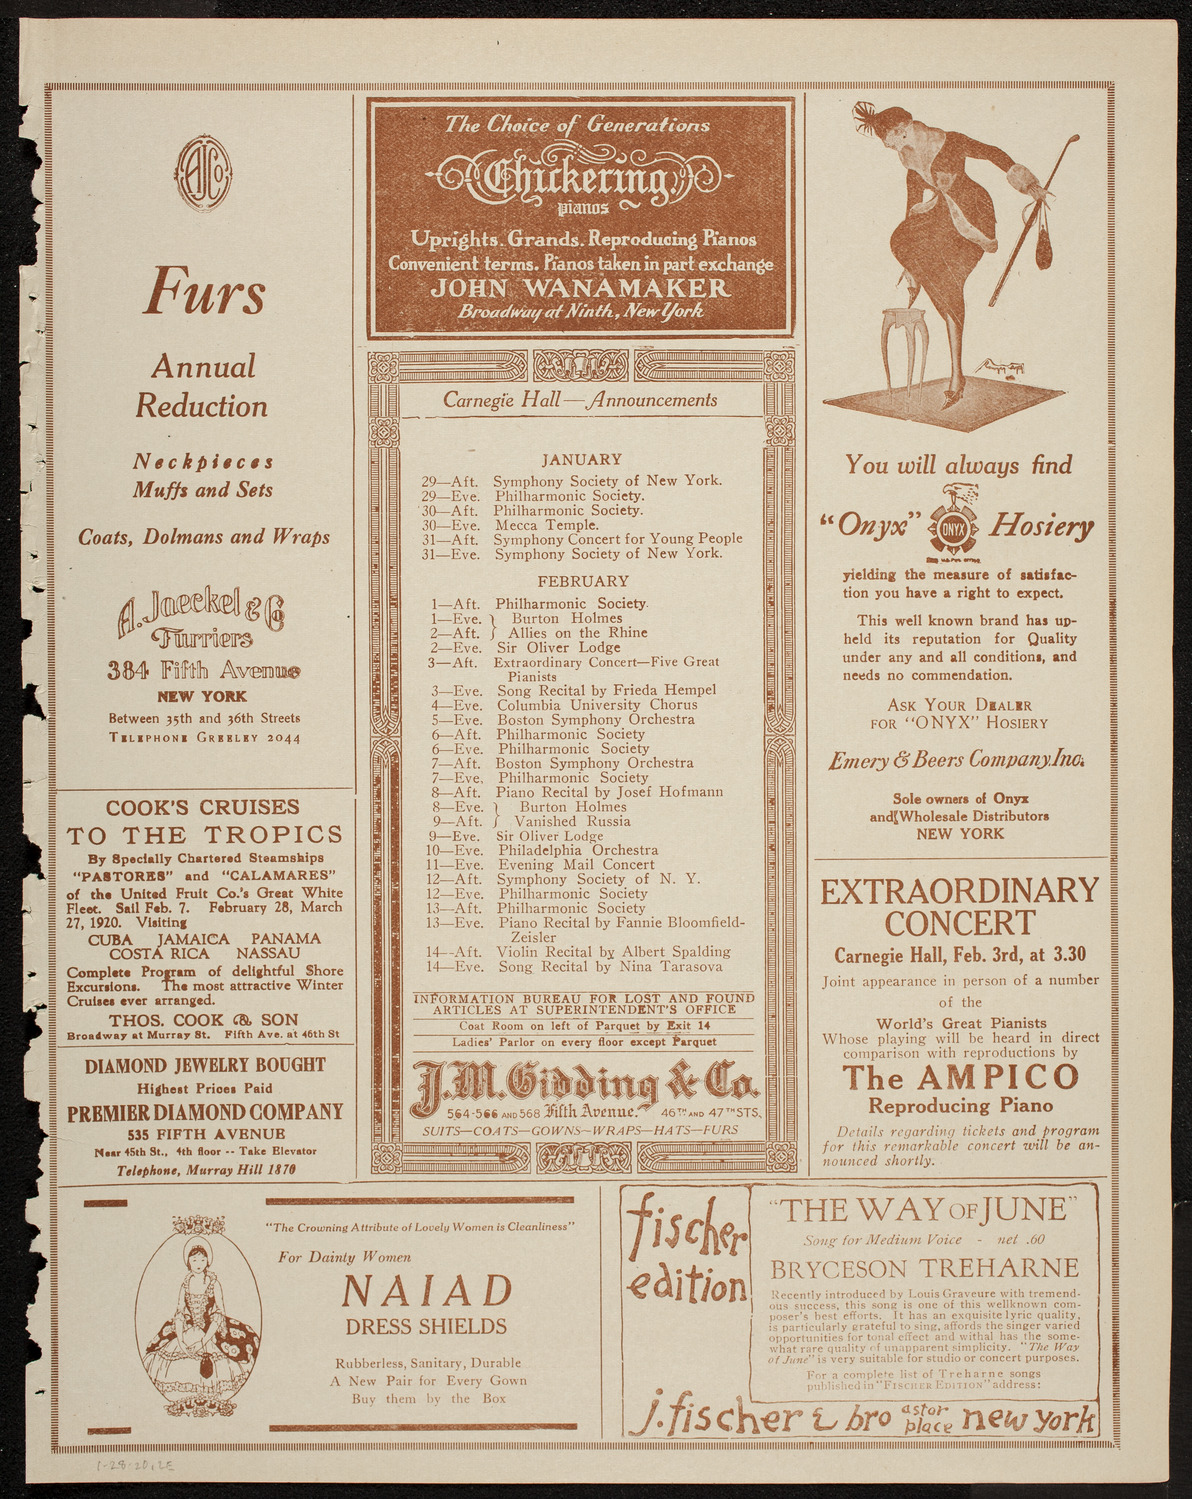 AJCo
Furs
Annual
Reduction
Neckpieces
Muffs and Sets
Coats, Dolmans and Wraps
A. Jaeckel & Co
Furriers
384 Fifth Avenue
NEW YORK
Between 35th and 36th Streets
TELEPHONE GREELEY 2044
COOK'S CRUISES
TO THE TROPICS
By Specially Chartered Steamships
"PASTORES" and "CALAMARES"
of the United Fruit Co.'s Great White
Fleet. Sail Feb. 7. February 28, March
27, 1920. Visiting
CUBA JAMAICA PANAMA
COSTA RICA NASSAU
Complete Program of delightful Shore
Excursions. The most attractive Winter
Cruises ever arranged.
THOS. COOK & SON
Broadway at Murray St. Fifth Ave. at 46th St
DIAMOND JEWELRY BOUGHT
Highest Prices Paid
PREMIER DIAMOND COMPANY
535 FIFTH AVENUE
Near 45th St., 4th floor -- Take Elevator
Telephone, Murray Hill 1870
The Choice of Generations
Chickering
pianos
Uprights. Grands. Reproducing Pianos
Convenient terms. Pianos taken in part exchange
JOHN WANAMAKER
Broadway at Ninth, New York
Carnegie Hall—Announcements
JANUARY
29—Aft. Symphony Society of New York.
29—Eve. Philharmonic Society.
30—Aft. Philharmonic Society.
30—Eve. Mecca Temple.
31—Aft. Symphony Concert for Young People
31—Eve. Symphony Society of New York.
FEBRUARY
1—Aft. Philharmonic Society.
1—Eve. } Burton Holmes
2—Aft. } Allies on the Rhine
2—Eve. Sir Oliver Lodge
3—Aft. Extraordinary Concert—Five Great
Pianists
3—Eve. Song Recital by Frieda Hempel
4—Eve. Columbia University Chorus
5—Eve. Boston Symphony Orchestra
6—Aft. Philharmonic Society
6—Eve. Philharmonic Society
7—Aft. Boston Symphony Orchestra
7—Eve. Philharmonic Society
8—Aft. Piano Recital by Josef Hofmann
8—Eve. } Burton Holmes
9—Aft. } Vanished Russia
9—Eve. Sir Oliver Lodge
10—Eve. Philadelphia Orchestra
11—Eve. Evening Mail Concert
12—Aft. Symphony Society of N. Y.
12—Eve. Philharmonic Society
13—Aft. Philharmonic Society
13—Eve. Piano Recital by Fannie Bloomfield-
Zeisler
14—Aft. Violin Recital by Albert Spalding
14—Eve. Song Recital by Nina Tarasova
INFORMATION BUREAU FOR LOST AND FOUND
ARTICLES AT SUPERINTENDENT'S OFFICE
Coat Room on left of Parquet by Exit 14
Ladies' Parlor on every floor except Parquet
J.M. Gidding & Co.
564-566 AND 568 Fifth Avenue. 46TH AND 47TH STS.
SUITS—COATS—GOWNS—WRAPS—HATS—FURS
You will always find
"Onyx" ONYX Hosiery
yielding the measure of satisfac-
tion you have a right to expect.
This well known brand has up-
held its reputation for Quality
under any and all conditions, and
needs no commendation.
ASK YOUR DEALER
FOR "ONYX" HOSIERY
Emery & Beers Company, Inc.
Sole owners of Onyx
and Wholesale Distributors
NEW YORK
EXTRAORDINARY
CONCERT
Carnegie Hall, Feb. 3rd, at 3.30
Joint appearance in person of a number
of the
World's Great Pianists
Whose playing will be heard in direct
comparison with reproductions by
The AMPICO
Reproducing Piano
Details regarding tickets and program
for this remarkable concert will be an-
nounced shortly.
"The Crowning Attribute of Lovely Women is Cleanliness"
For Dainty Women
NAIAD
DRESS SHIELDS
Rubberless, Sanitary, Durable
A New Pair for Every Gown
Buy them by the Box
fischer
edition
"THE WAY OF JUNE"
Song for Medium Voice - net .60
BRYCESON TREHARNE
Recently introduced by Louis Graveure with tremend-
ous success, this song is one of this wellknown com-
poser's best efforts. It has an exquisite lyric quality,
is particularly grateful to sing, affords the singer varied
opportunities for tonal effect and withal has the some-
what rare quality of unapparent simplicity. "The Way
of June" is very suitable for studio or concert purposes.
For a complete list of Treharne songs
published in "FISCHER EDITION" address:
j. fischer & bro astor place new york
1-28-20, 2E